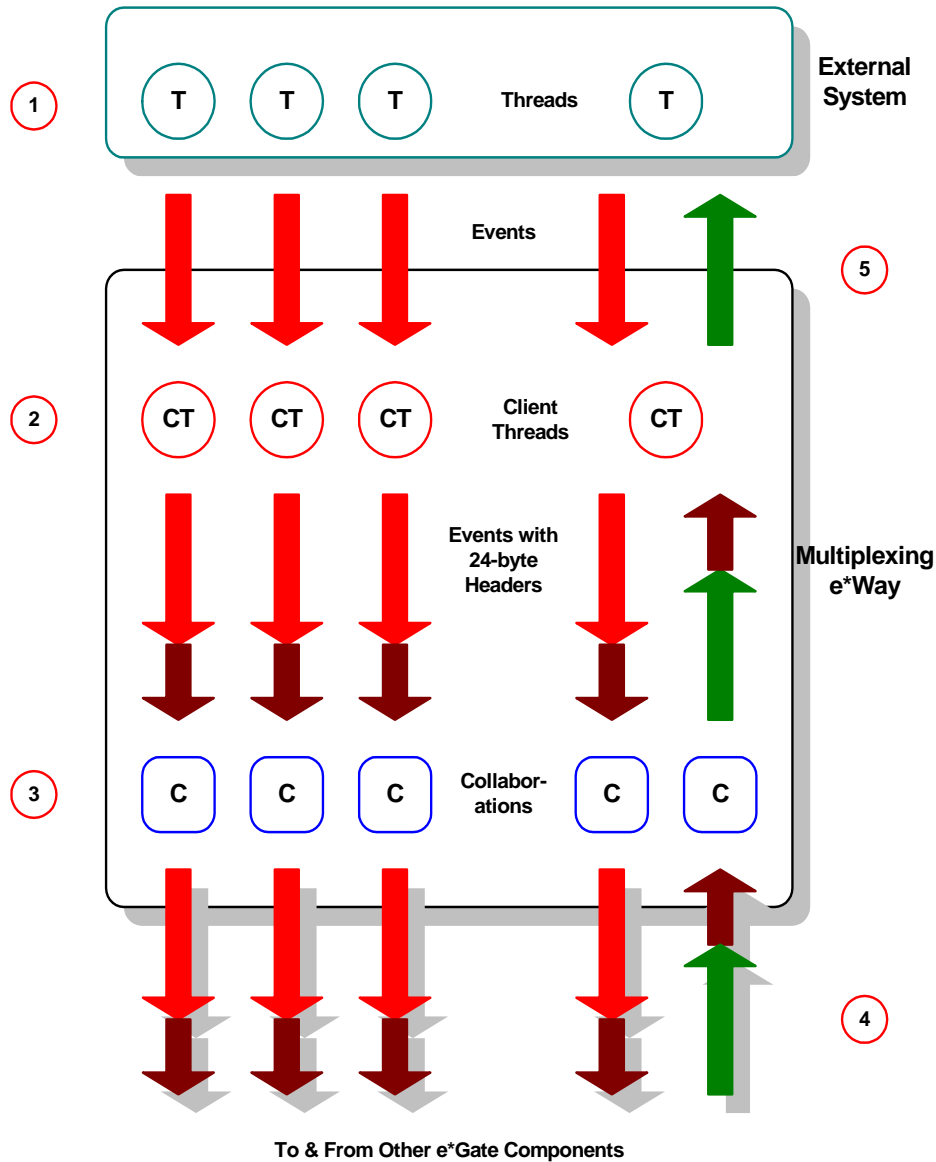 External
System
1
T
T
T
Threads
T
Events
5
2
CT
CT
CT
Client
Threads
CT
Events with
24-byte
Headers
Multiplexing
e*Way
3
C
C
C
Collabor-
ations
C
C
4
To & From Other e*Gate Components